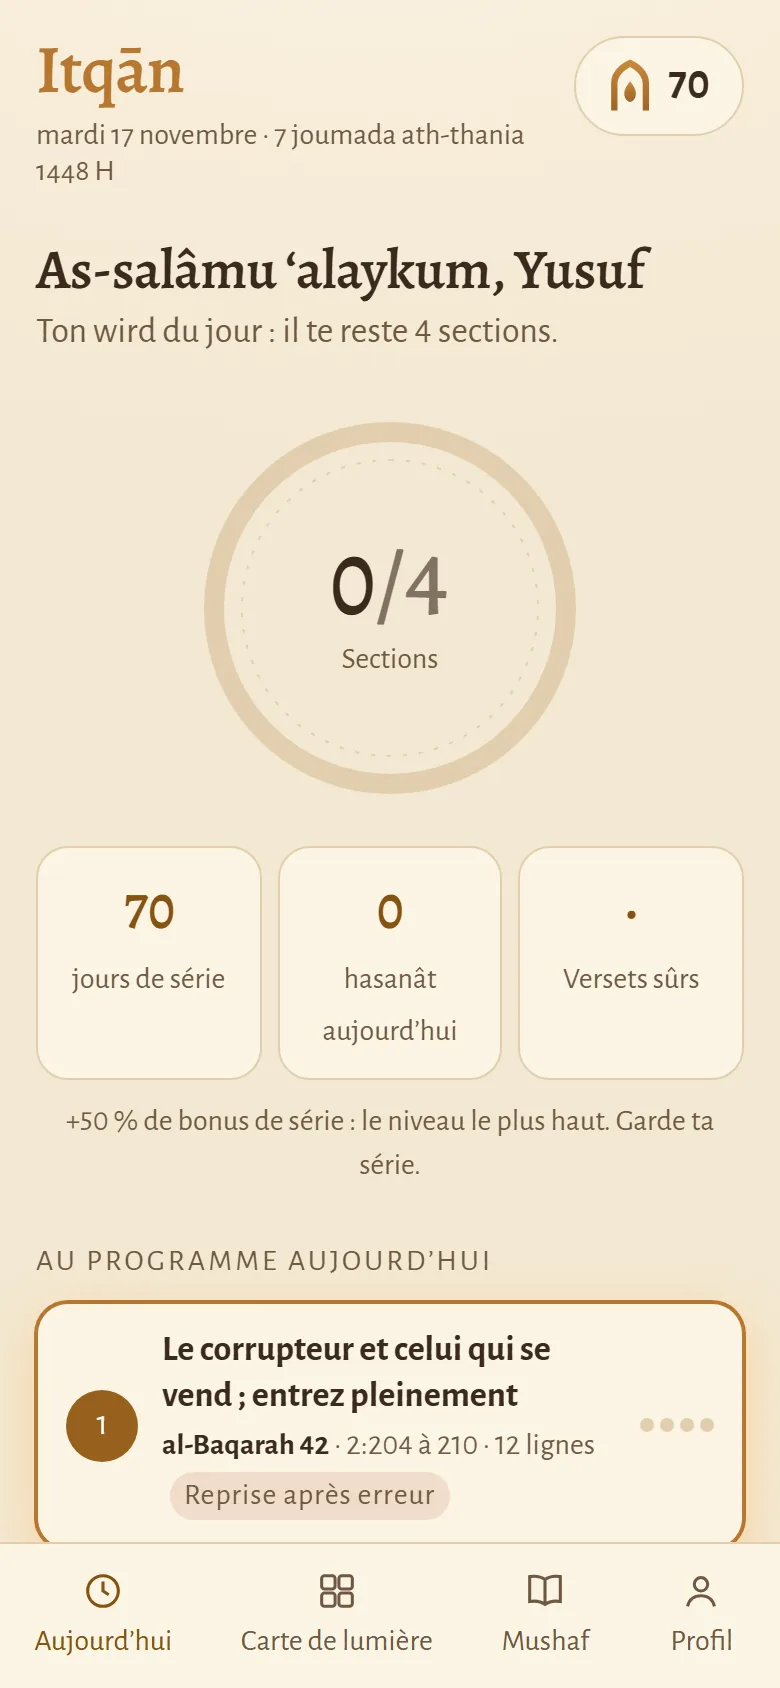 Itqān
70
mardi 17 novembre · 7 joumada ath-thania
1448 H
As-salâmu ‘alaykum, Yusuf
Ton wird du jour : il te reste 4 sections.
0/4
Sections
70
jours de série
0
hasanât
aujourd’hui
·
Versets sûrs
+50 % de bonus de série : le niveau le plus haut. Garde ta
série.
AU PROGRAMME AUJOURD’HUI
1
Le corrupteur et celui qui se
vend ; entrez pleinement
al-Baqarah 42 · 2:204 à 210 · 12 lignes
Reprise après erreur
Aujourd’hui
Carte de lumière
Mushaf
Profil